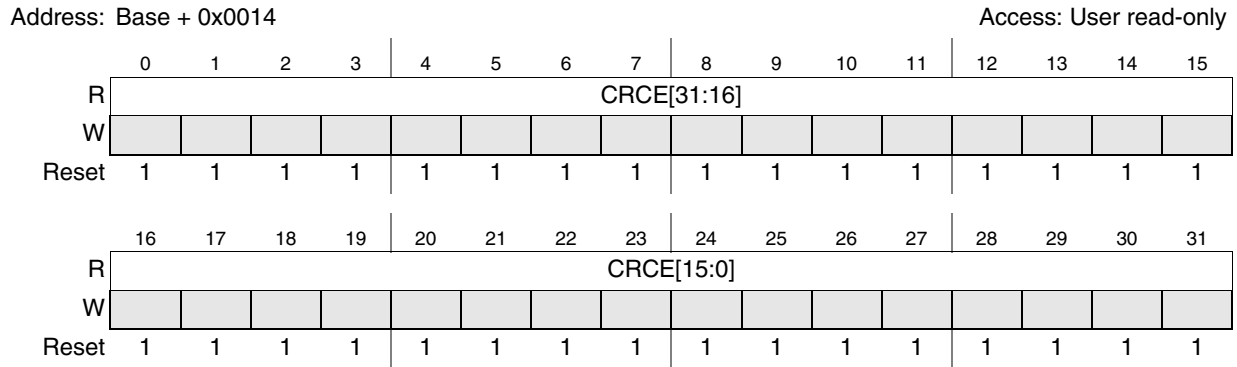 Address: Base + 0x0014 Access: User read-only
0 1 2 3 4 5 6 7 8 9 10 11 12 13 14 15
R CRCE[31:16]
W
Reset 1 1 1 1 1 1 1 1 1 1 1 1 1 1 1 1
16 17 18 19 20 21 22 23 24 25 26 27 28 29 30 31
R CRCE[15:0]
W
Reset 1 1 1 1 1 1 1 1 1 1 1 1 1 1 1 1